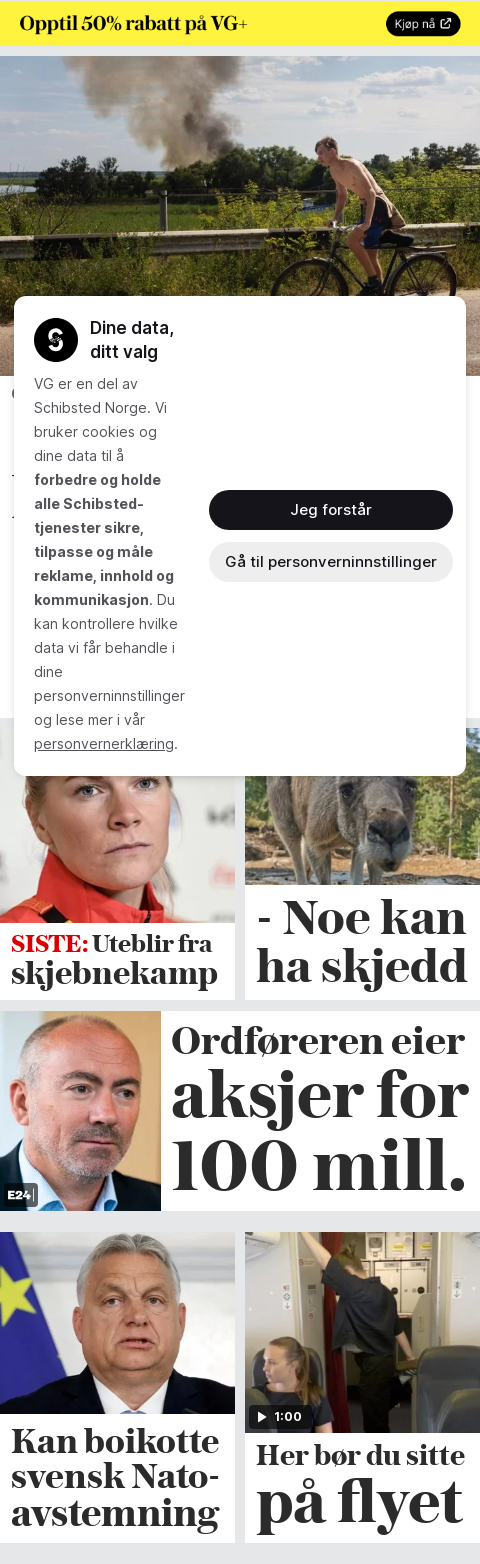 Opptil 50% rabatt på VG+
Kjøp nå
Dine data,
ditt valg
VG er en del av
Schibsted Norge. Vi
bruker cookies og
dine data til å
forbedre og holde
alle Schibsted-
tjenester sikre,
tilpasse og måle
reklame, innhold og
kommunikasjon. Du
kan kontrollere hvilke
data vi får behandle i
dine
personverninnstillinger
og lese mer i vår
personvernerklæring.
Jeg forstår
Gå til personverninnstillinger
SISTE: Uteblir fra
skjebnekamp
- Noe kan
ha skjedd
E24
Ordføreren eier
aksjer for
100 mill.
Kan boikotte
svensk Nato-
avstemning
1:00
Her bør du sitte
på flyet